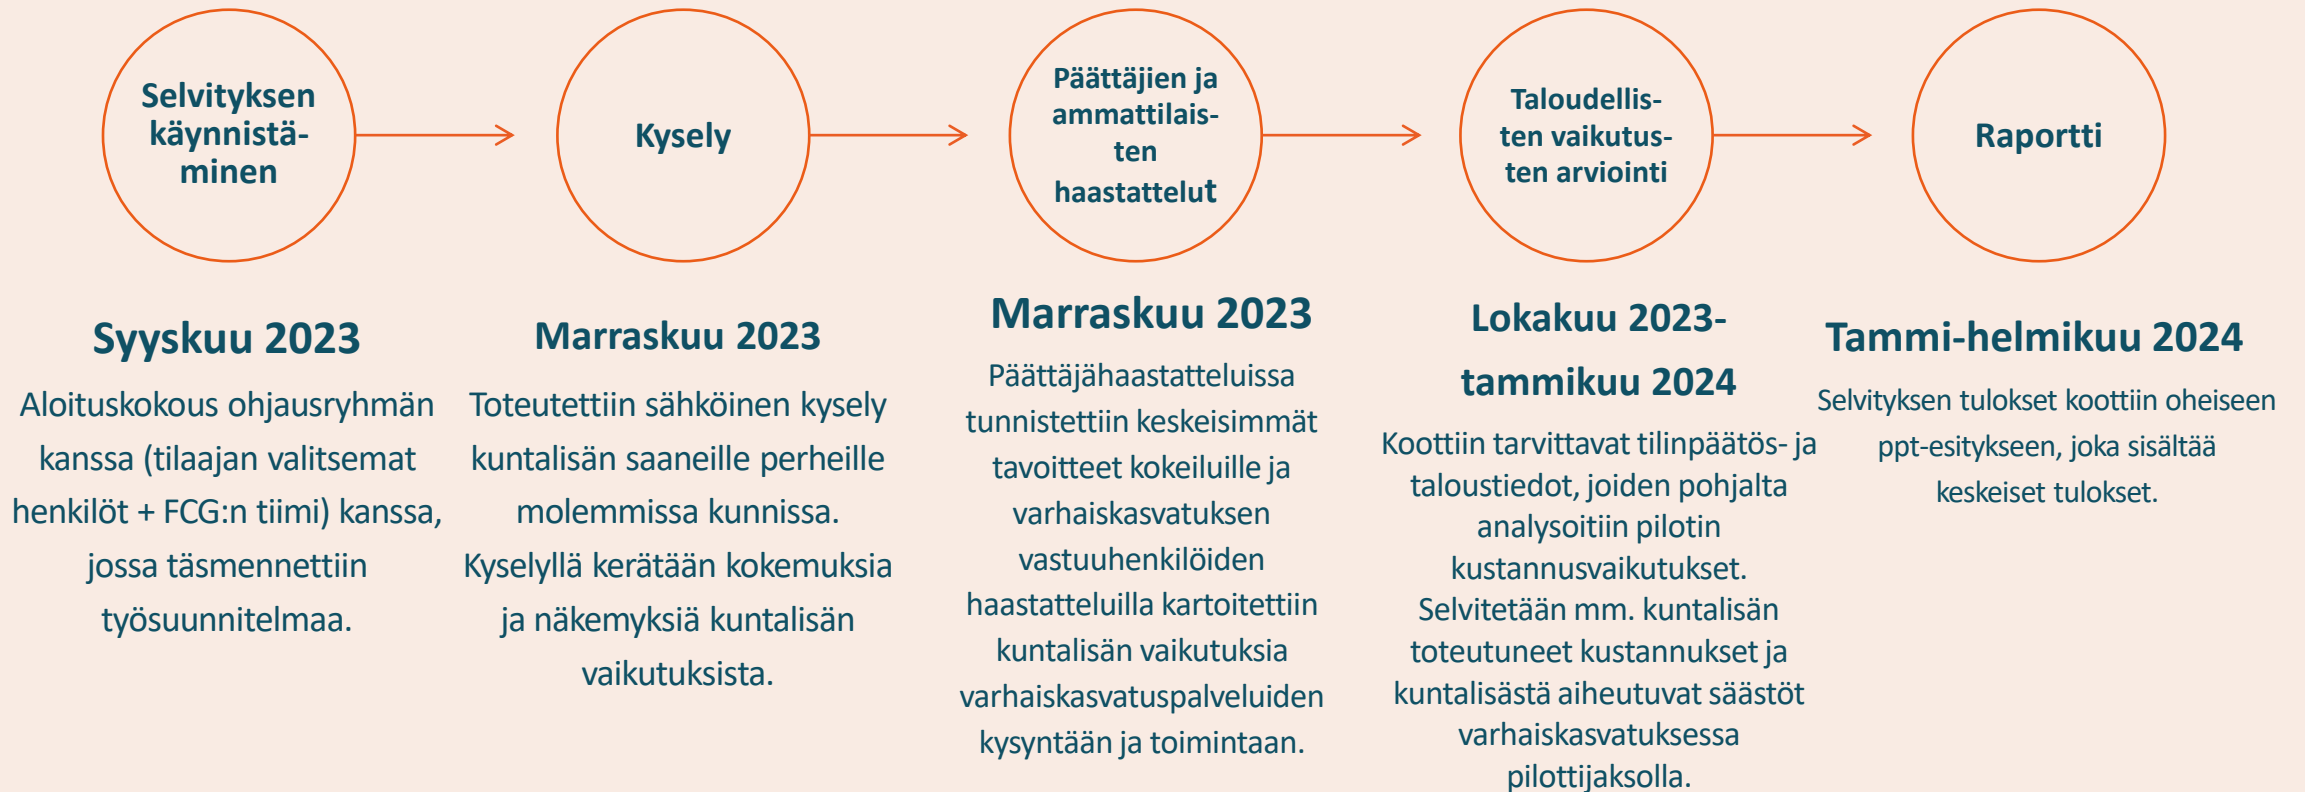 Selvityksen
käynnistä-
minen
Kysely
Päättäjien ja
ammattilais-
ten
haastattelut
Taloudellis-
ten vaikutus-
ten arviointi
Raportti
Syyskuu 2023
Aloituskokous ohjausryhmän
kanssa (tilaajan valitsemat
henkilöt + FCG:n tiimi) kanssa,
jossa täsmennettiin
työsuunnitelmaa.
Marraskuu 2023
Toteutettiin sähköinen kysely
kuntalisän saaneille perheille
molemmissa kunnissa.
Kyselyllä kerätään kokemuksia
ja näkemyksiä kuntalisän
vaikutuksista.
Marraskuu 2023
Päättäjähaastatteluissa
tunnistettiin keskeisimmät
tavoitteet kokeiluille ja
varhaiskasvatuksen
vastuuhenkilöiden
haastatteluilla kartoitettiin
kuntalisän vaikutuksia
varhaiskasvatuspalveluiden
kysyntään ja toimintaan.
Lokakuu 2023-
tammikuu 2024
Koottiin tarvittavat tilinpäätös- ja
taloustiedot, joiden pohjalta
analysoitiin pilotin
kustannusvaikutukset.
Selvitetään mm. kuntalisän
toteutuneet kustannukset ja
kuntalisästä aiheutuvat säästöt
varhaiskasvatuksessa
pilottijaksolla.
Tammi-helmikuu 2024
Selvityksen tulokset koottiin oheiseen
ppt-esitykseen, joka sisältää
keskeiset tulokset.